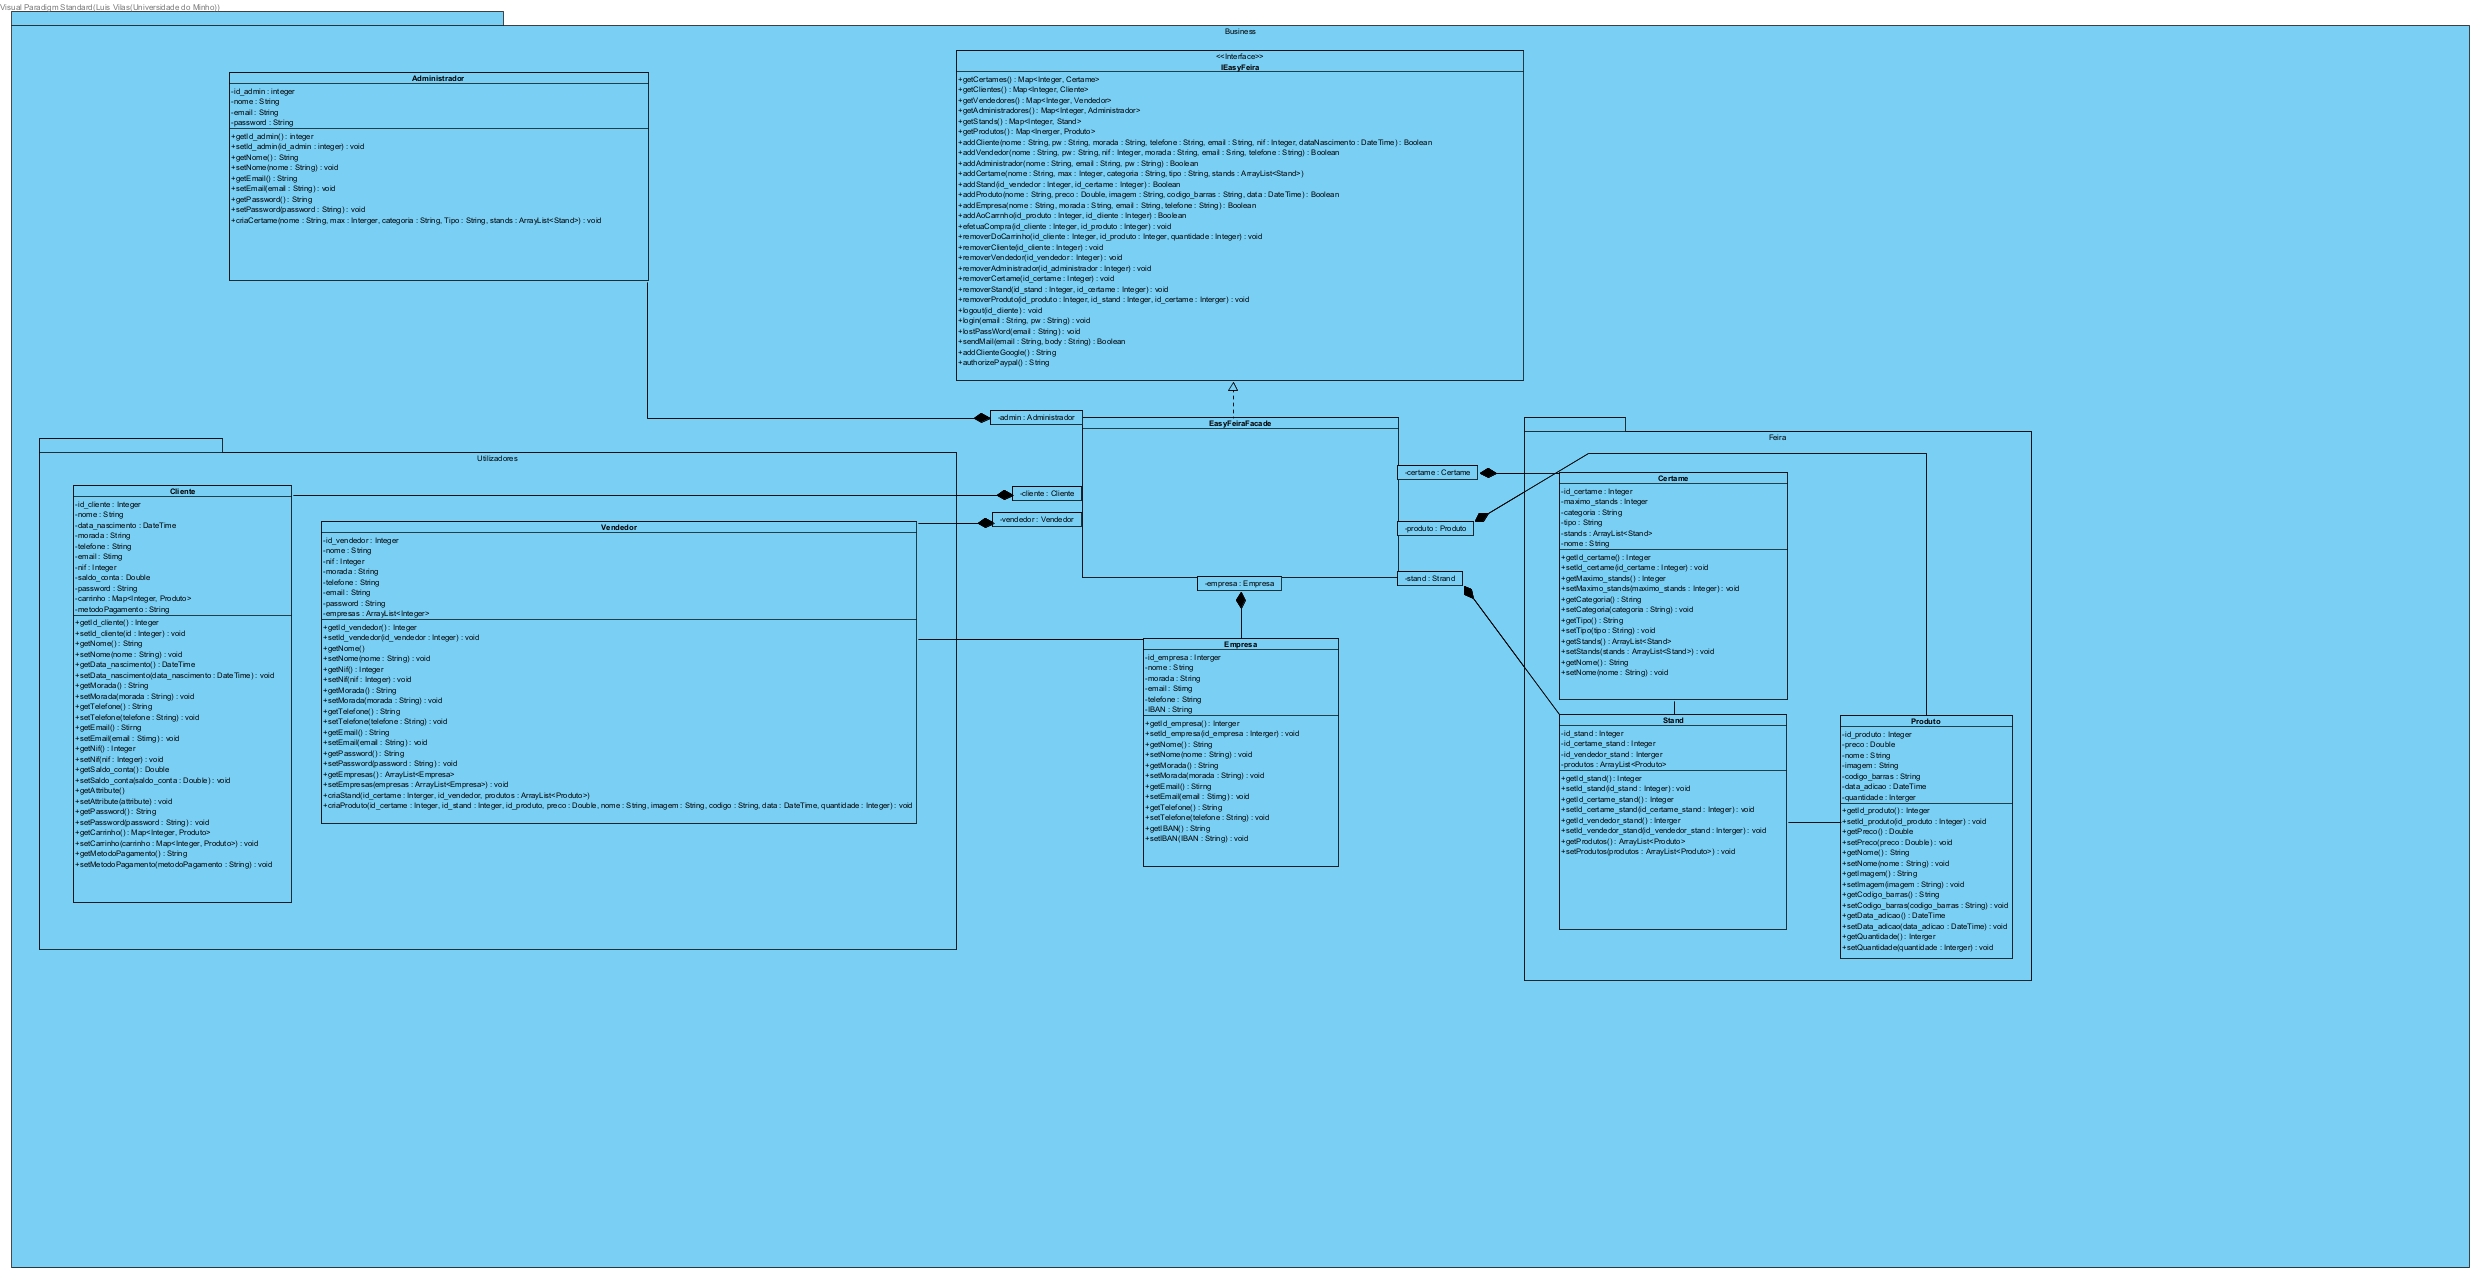 Visual Paradigm Standard(Luis Vilas(Universidade do Minho))
Business
Administrador
-id_admin : integer
-nome : String
-email : String
-password : String
+getId_admin() : integer
+setId_admin(id_admin : integer) : void
+getNome() : String
+setNome(nome : String) : void
+getEmail() : String
+setEmail(email : String) : void
+getPassword() : String
+setPassword(password : String) : void
+criaCertame(nome : String, max : Interger, categoria : String, Tipo : String, stands : ArrayList<Stand>) : void
<<Interface>>
IEasyFeira
+getCertames() : Map<Integer, Certame>
+getClientes() : Map<Integer, Cliente>
+getVendedores() : Map<Integer, Vendedor>
+getAdministradores() : Map<Integer, Administrador>
+getStands() : Map<Integer, Stand>
+getProdutos() : Map<Inerger, Produto>
+addCliente(nome : String, pw : String, morada : String, telefone : String, email : String, nif : Integer, dataNascimento : DateTime) : Boolean
+addVendedor(nome : String, pw : String, nif : Integer, morada : String, email : Sring, telefone : String) : Boolean
+addAdministrador(nome : String, email : String, pw : String) : Boolean
+addCertame(nome : String, max : Integer, categoria : String, tipo : String, stands : ArrayList<Stand>)
+addStand(id_vendedor : Integer, id_certame : Integer) : Boolean
+addProduto(nome : String, preco : Double, imagem : String, codigo_barras : String, data : DateTime) : Boolean
+addEmpresa(nome : String, morada : String, email : String, telefone : String) : Boolean
+addAoCarrnho(id_produto : Integer, id_cliente : Integer) : Boolean
+efetuaCompra(id_cliente : Integer, id_produto : Integer) : void
+removerDoCarrinho(id_cliente : Integer, id_produto : Integer, quantidade : Integer) : void
+removerCliente(id_cliente : Integer) : void
+removerVendedor(id_vendedor : Integer) : void
+removerAdministrador(id_administrador : Integer) : void
+removerCertame(id_certame : Integer) : void
+removerStand(id_stand : Integer, id_certame : Integer) : void
+removerProduto(id_produto : Integer, id_stand : Integer, id_certame : Interger) : void
+logout(id_cliente) : void
+login(email : String, pw : String) : void
+lostPassWord(email : String) : void
+sendMail(email : String, body : String) : Boolean
+addClienteGoogle() : String
+authorizePaypal() : String
-admin : Administrador
EasyFeiraFacade
-cliente : Cliente
-vendedor : Vendedor
-certame : Certame
-produto : Produto
-stand : Strand
-empresa : Empresa
Utilizadores
Cliente
-id_cliente : Integer
-nome : String
-data_nascimento : DateTime
-morada : String
-telefone : String
-email : Stirng
-nif : Integer
-saldo_conta : Double
-password : String
-carrinho : Map<Integer, Produto>
-metodoPagamento : String
+getId_cliente() : Integer
+setId_cliente(id : Integer) : void
+getNome() : String
+setNome(nome : String) : void
+getData_nascimento() : DateTime
+setData_nascimento(data_nascimento : DateTime) : void
+getMorada() : String
+setMorada(morada : String) : void
+getTelefone() : String
+setTelefone(telefone : String) : void
+getEmail() : Stirng
+setEmail(email : Stirng) : void
+getNif() : Integer
+setNif(nif : Integer) : void
+getSaldo_conta() : Double
+setSaldo_conta(saldo_conta : Double) : void
+getAttribute()
+setAttribute(attribute) : void
+getPassword() : String
+setPassword(password : String) : void
+getCarrinho() : Map<Integer, Produto>
+setCarrinho(carrinho : Map<Integer, Produto>) : void
+getMetodoPagamento() : String
+setMetodoPagamento(metodoPagamento : String) : void
Vendedor
-id_vendedor : Integer
-nome : String
-nif : Integer
-morada : String
-telefone : String
-email : String
-password : String
-empresas : ArrayList<Integer>
+getId_vendedor() : Integer
+setId_vendedor(id_vendedor : Integer) : void
+getNome()
+setNome(nome : String) : void
+getNif() : Integer
+setNif(nif : Integer) : void
+getMorada() : String
+setMorada(morada : String) : void
+getTelefone() : String
+setTelefone(telefone : String) : void
+getEmail() : String
+setEmail(email : String) : void
+getPassword() : String
+setPassword(password : String) : void
+getEmpresas() : ArrayList<Empresa>
+setEmpresas(empresas : ArrayList<Empresa>) : void
+criaStand(id_certame : Interger, id_vendedor, produtos : ArrayList<Produto>)
+criaProduto(id_certame : Integer, id_stand : Integer, id_produto, preco : Double, nome : String, imagem : String, codigo : String, data : DateTime, quantidade : Integer) : void
Empresa
-id_empresa : Interger
-nome : String
-morada : String
-email : Stirng
-telefone : String
-IBAN : String
+getId_empresa() : Interger
+setId_empresa(id_empresa : Interger) : void
+getNome() : String
+setNome(nome : String) : void
+getMorada() : String
+setMorada(morada : String) : void
+getEmail() : Stirng
+setEmail(email : Stirng) : void
+getTelefone() : String
+setTelefone(telefone : String) : void
+getIBAN() : String
+setIBAN(IBAN : String) : void
Feira
Certame
-id_certame : Integer
-maximo_stands : Integer
-categoria : String
-tipo : String
-stands : ArrayList<Stand>
-nome : String
+getId_certame() : Integer
+setId_certame(id_certame : Integer) : void
+getMaximo_stands() : Integer
+setMaximo_stands(maximo_stands : Integer) : void
+getCategoria() : String
+setCategoria(categoria : String) : void
+getTipo() : String
+setTipo(tipo : String) : void
+getStands() : ArrayList<Stand>
+setStands(stands : ArrayList<Stand>) : void
+getNome() : String
+setNome(nome : String) : void
Stand
-id_stand : Integer
-id_certame_stand : Integer
-id_vendedor_stand : Interger
-produtos : ArrayList<Produto>
+getId_stand() : Integer
+setId_stand(id_stand : Integer) : void
+getId_certame_stand() : Integer
+setId_certame_stand(id_certame_stand : Integer) : void
+getId_vendedor_stand() : Interger
+setId_vendedor_stand(id_vendedor_stand : Interger) : void
+getProdutos() : ArrayList<Produto>
+setProdutos(produtos : ArrayList<Produto>) : void
Produto
-id_produto : Integer
-preco : Double
-nome : String
-imagem : String
-codigo_barras : String
-data_adicao : DateTime
-quantidade : Interger
+getId_produto() : Integer
+setId_produto(id_produto : Integer) : void
+getPreco() : Double
+setPreco(preco : Double) : void
+getNome() : String
+setNome(nome : String) : void
+getImagem() : String
+setImagem(imagem : String) : void
+getCodigo_barras() : String
+setCodigo_barras(codigo_barras : String) : void
+getData_adicao() : DateTime
+setData_adicao(data_adicao : DateTime) : void
+getQuantidade() : Interger
+setQuantidade(quantidade : Interger) : void